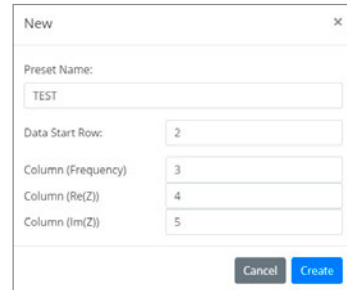 New ×
Preset Name:
TEST
Data Start Row: 2
Column (Frequency) 3
Column (Re(Z)) 4
Column (Im(Z)) 5
Cancel Create